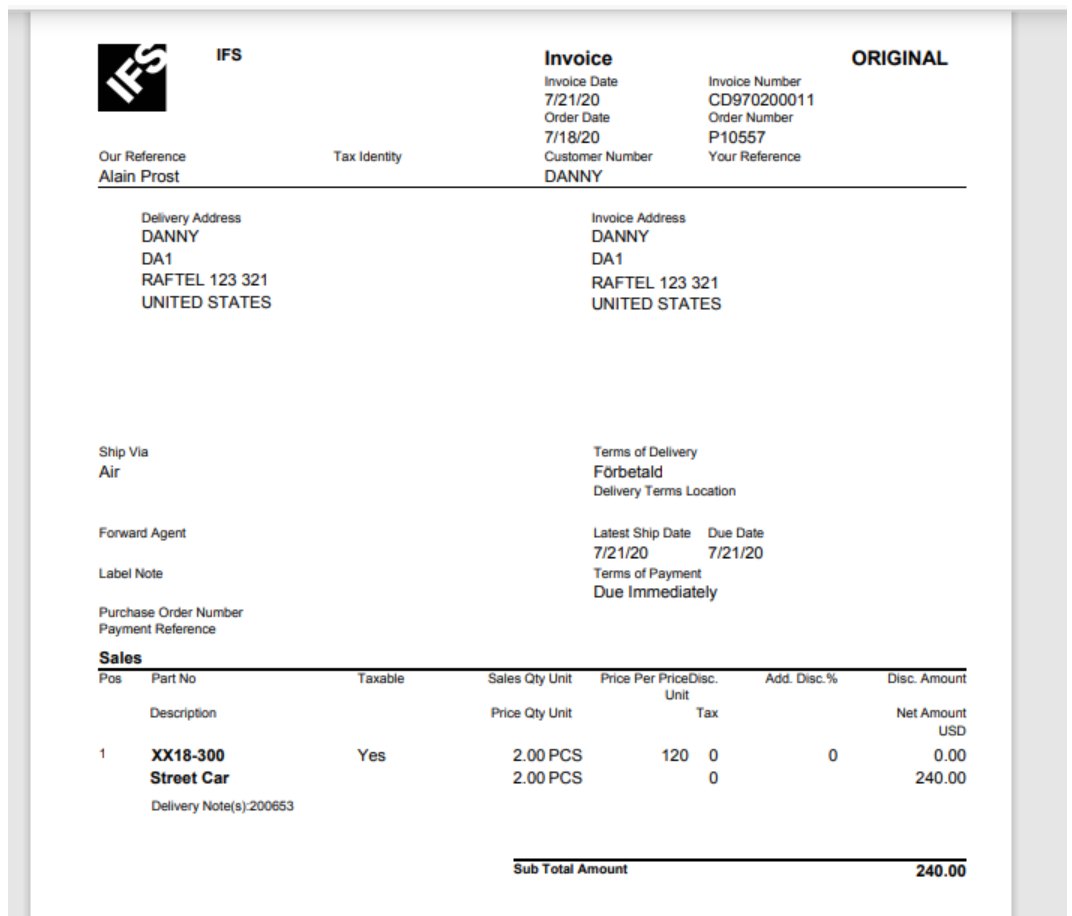 IFS
IFS
Invoice
ORIGINAL
Invoice Date Invoice Number
7/21/20 CD970200011
Order Date Order Number
7/18/20 P10557
Our Reference Tax Identity Customer Number Your Reference
Alain Prost DANNY
Delivery Address
DANNY
DA1
RAFTEL 123 321
UNITED STATES
Invoice Address
DANNY
DA1
RAFTEL 123 321
UNITED STATES
Ship Via
Air
Terms of Delivery
Förbetald
Delivery Terms Location
Forward Agent
Latest Ship Date Due Date
7/21/20 7/21/20
Label Note
Terms of Payment
Due Immediately
Purchase Order Number
Payment Reference
Sales
Pos Part No Taxable Sales Qty Unit Price Per PriceDisc. Add. Disc.% Disc. Amount
Unit
Description Price Qty Unit Tax Net Amount
USD
1 XX18-300 Yes 2.00 PCS 120 0 0 0.00
Street Car 2.00 PCS 0 240.00
Delivery Note(s):200653
Sub Total Amount 240.00